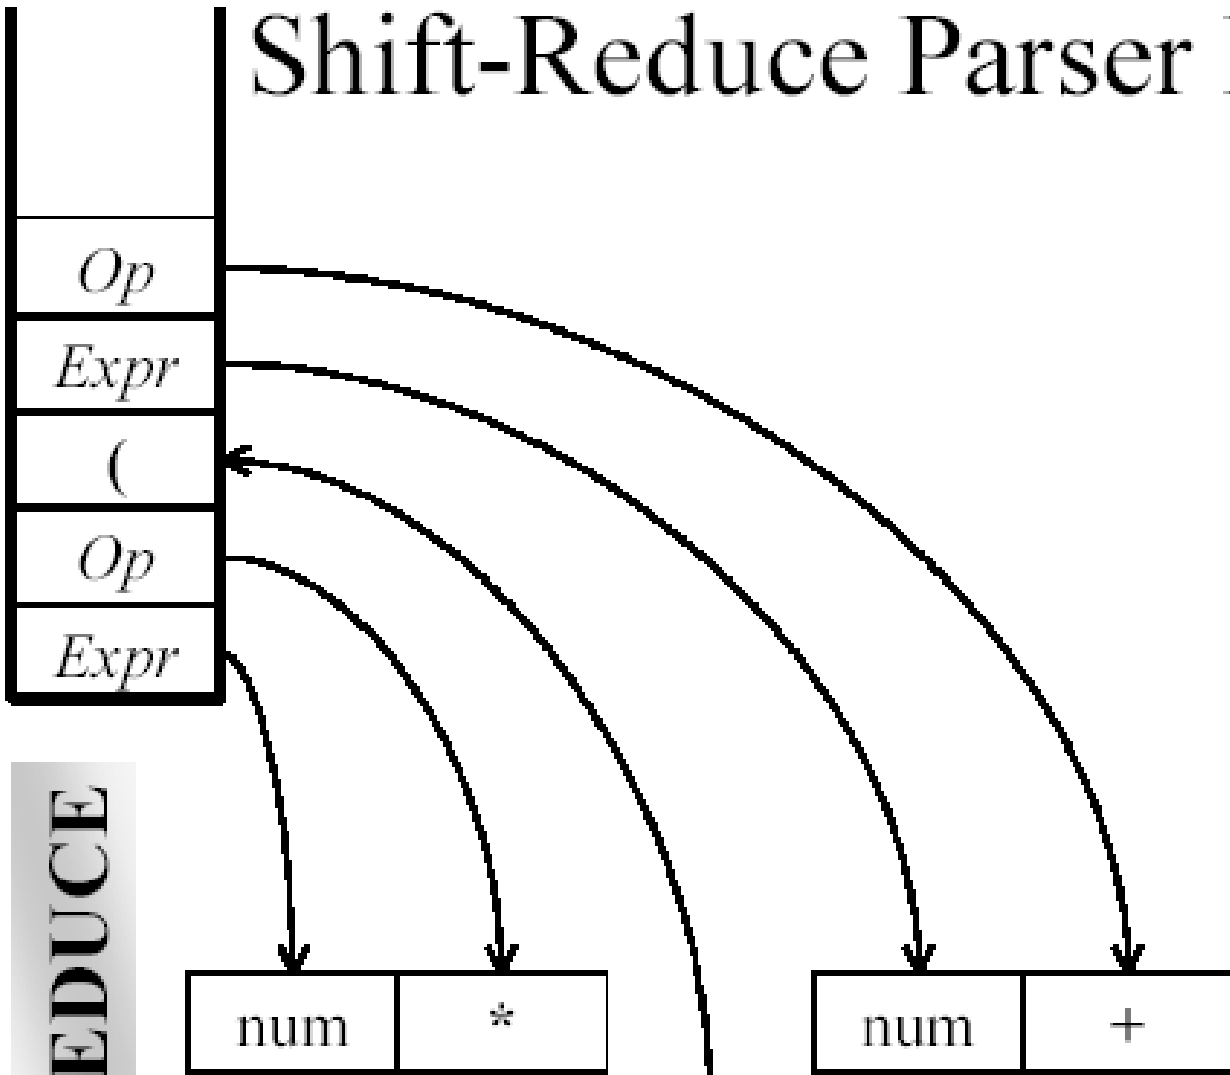 Shift-Reduce Parser
Op
Expr
(
Op
Expr
EDUCE
num * num +